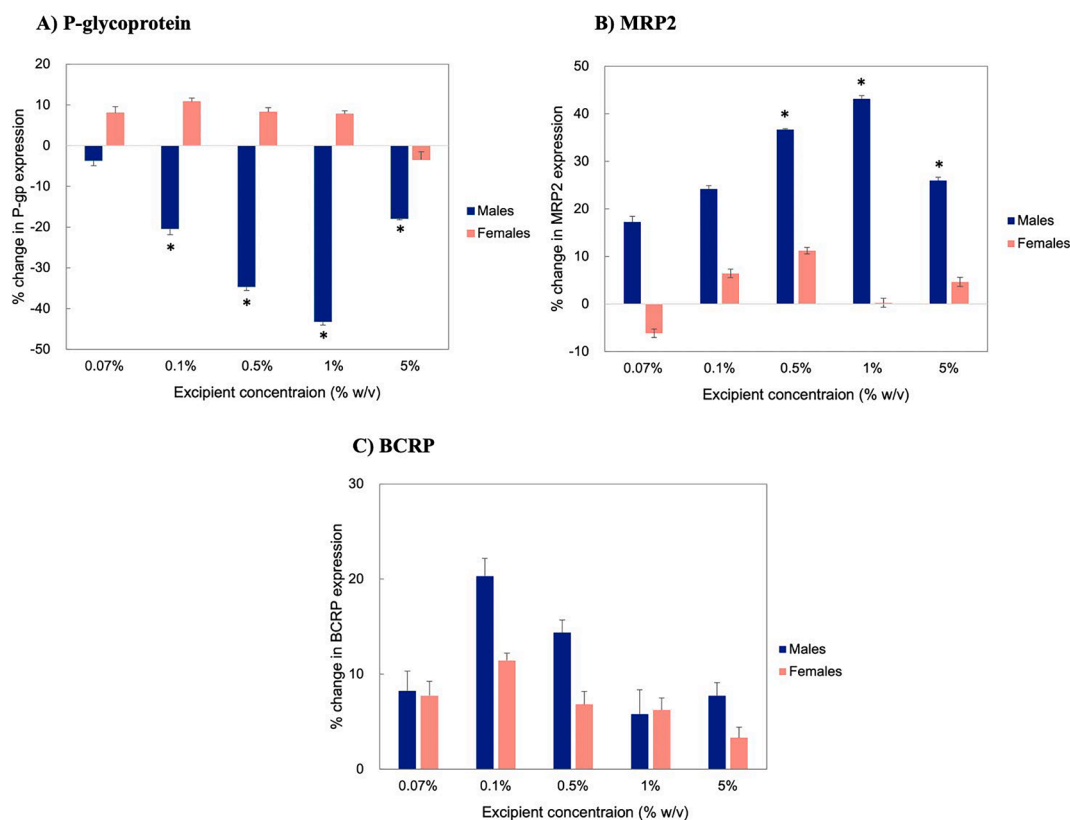 A) P-glycoprotein
% change in P-gp expression
20
10
0
-10
-20
-30
-40
-50
*
*
*
*
0.07%
0.1%
0.5%
1%
5%
Excipient concentraion (% w/v)
Males
Females
B) MRP2
% change in MRP2 expression
50
40
30
20
10
0
-10
*
*
*
0.07%
0.1%
0.5%
1%
5%
Excipient concentraion (% w/v)
Males
Females
C) BCRP
% change in BCRP expression
30
20
10
0
0.07%
0.1%
0.5%
1%
5%
Excipient concentraion (% w/v)
Males
Females